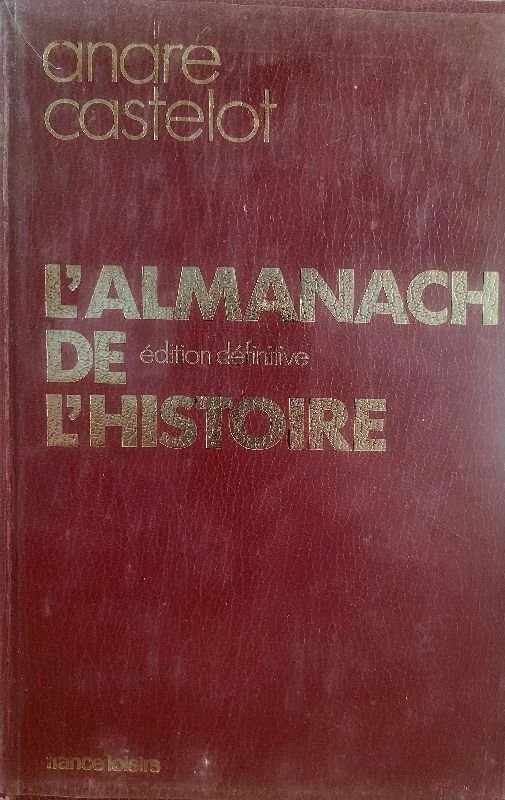 andré
castelot
L'ALMANACH
DE édition définitive
L'HISTOIRE
france loisirs